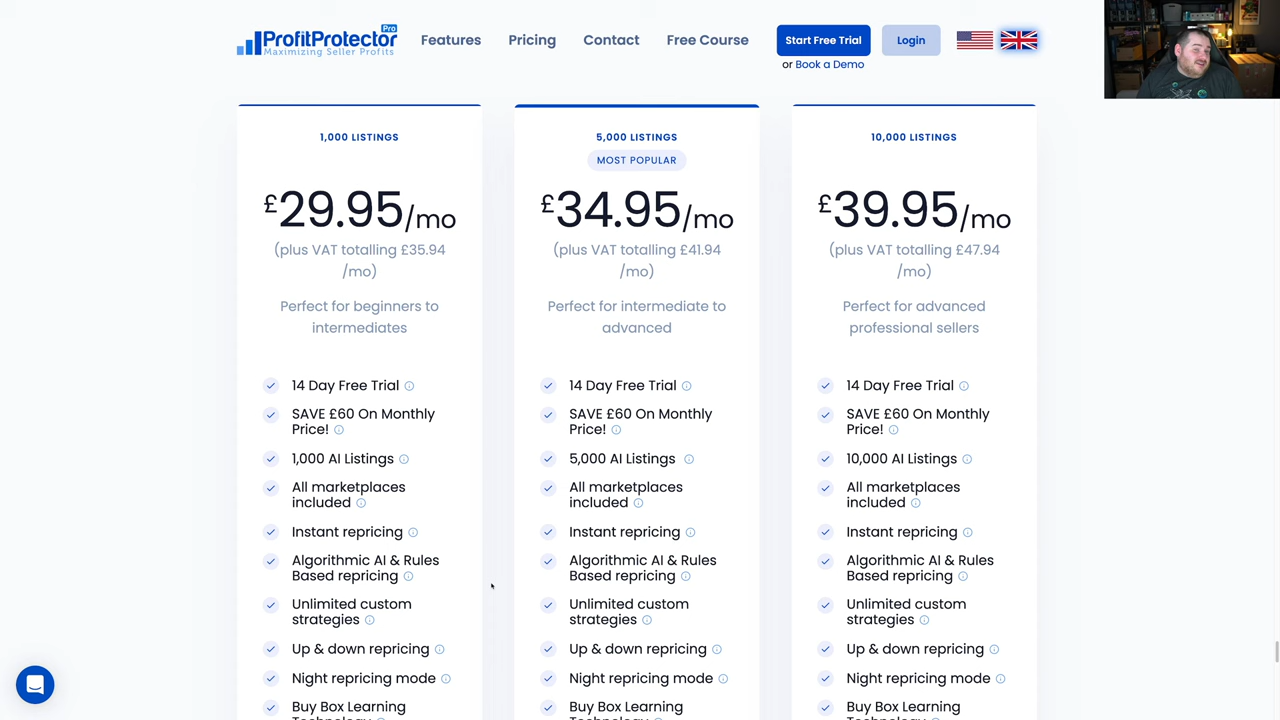 ProfitProtector Pro
Maximizing Seller Profits
Features
Pricing
Contact
Free Course
Start Free Trial
Login
or Book a Demo
1,000 LISTINGS
£29.95/mo
(plus VAT totalling £35.94
/mo)
Perfect for beginners to
intermediates
14 Day Free Trial
SAVE £60 On Monthly
Price!
1,000 AI Listings
All marketplaces
included
Instant repricing
Algorithmic AI & Rules
Based repricing
Unlimited custom
strategies
Up & down repricing
Night repricing mode
Buy Box Learning
Technology
5,000 LISTINGS
MOST POPULAR
£34.95/mo
(plus VAT totalling £41.94
/mo)
Perfect for intermediate to
advanced
14 Day Free Trial
SAVE £60 On Monthly
Price!
5,000 AI Listings
All marketplaces
included
Instant repricing
Algorithmic AI & Rules
Based repricing
Unlimited custom
strategies
Up & down repricing
Night repricing mode
Buy Box Learning
Technology
10,000 LISTINGS
£39.95/mo
(plus VAT totalling £47.94
/mo)
Perfect for advanced
professional sellers
14 Day Free Trial
SAVE £60 On Monthly
Price!
10,000 AI Listings
All marketplaces
included
Instant repricing
Algorithmic AI & Rules
Based repricing
Unlimited custom
strategies
Up & down repricing
Night repricing mode
Buy Box Learning
Technology